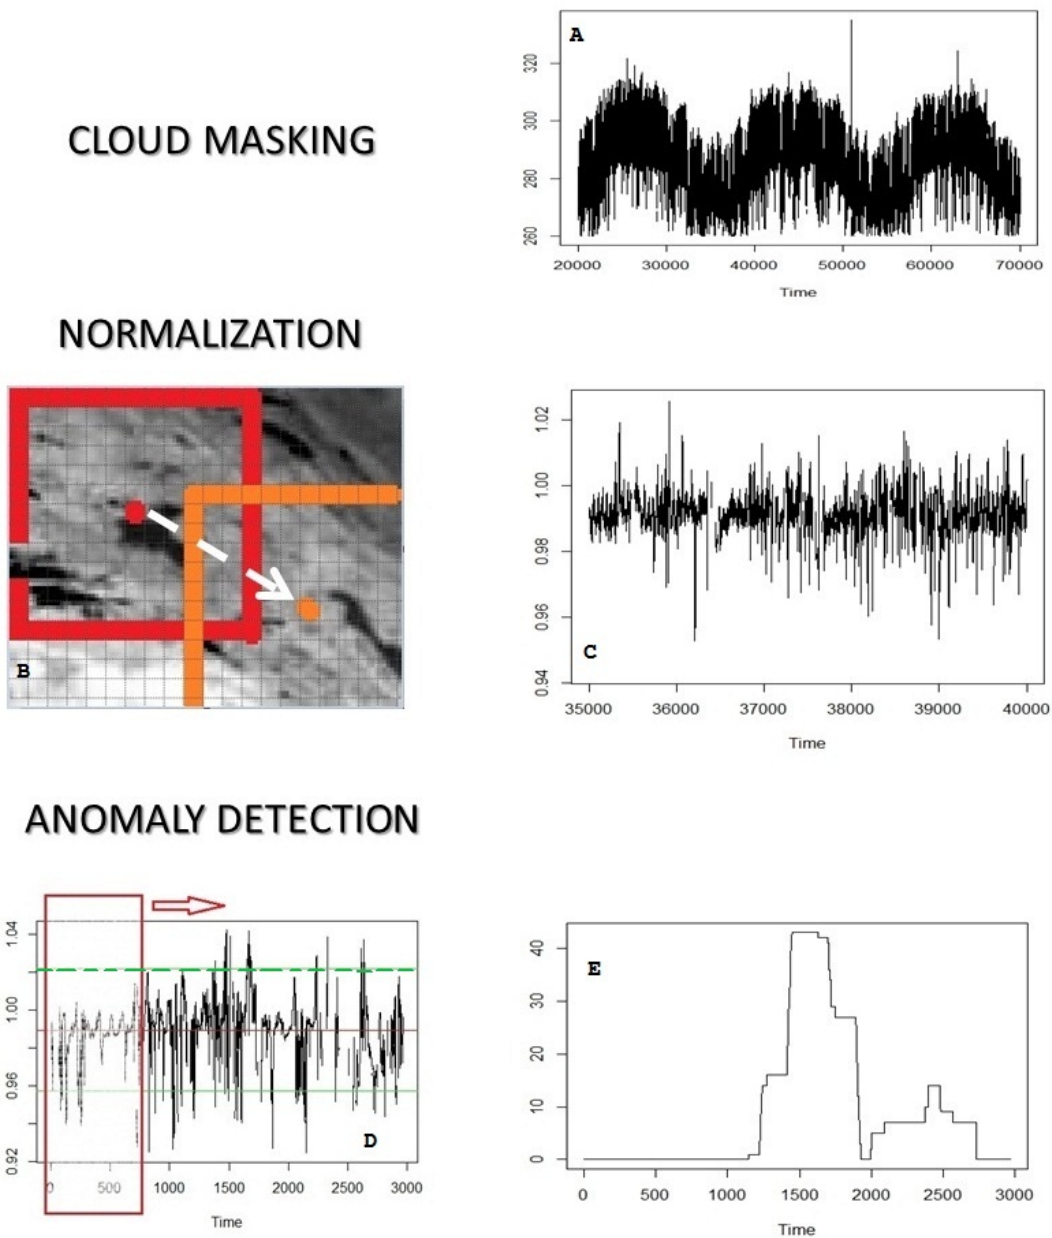 CLOUD MASKING
A
320
300
280
260
20000 30000 40000 50000 60000 70000
Time
NORMALIZATION
B
1.02
1.00
0.98
0.96
0.94
C
35000 36000 37000 38000 39000 40000
Time
ANOMALY DETECTION
1.04
1.00
0.96
0.92
D
0 500 1000 1500 2000 2500 3000
Time
40
30
20
10
0
E
0 500 1000 1500 2000 2500 3000
Time